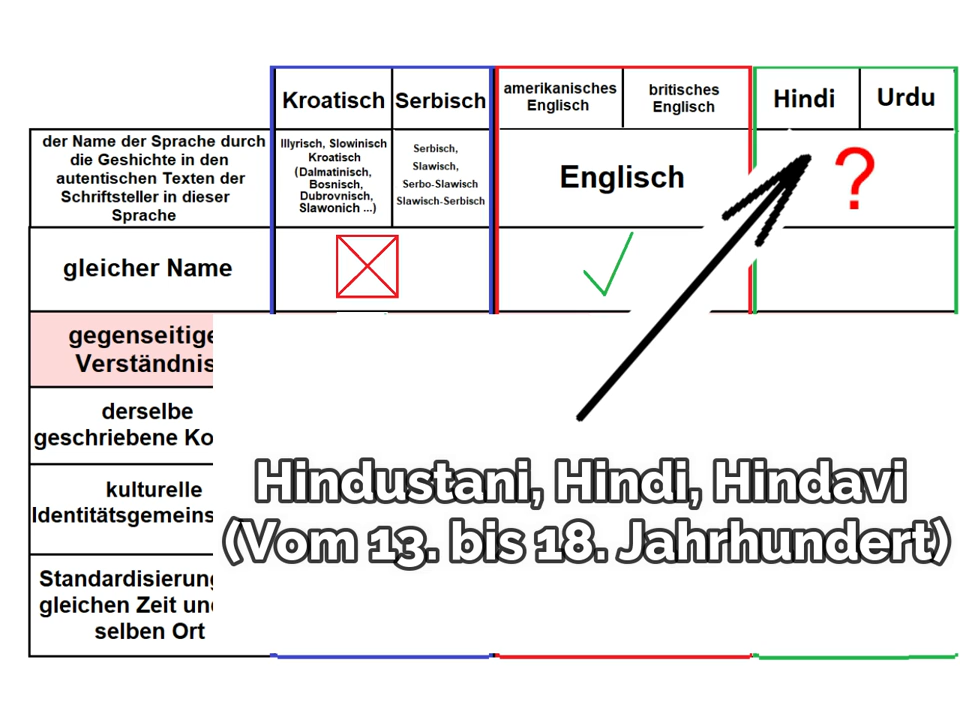 Kroatisch
Serbisch
amerikanisches
Englisch
britisches
Englisch
Hindi
Urdu
der Name der Sprache durch
die Geshichte in den
autentischen Texten der
Schriftsteller in dieser
Sprache
Illyrisch, Slowinisch
Kroatisch
(Dalmatinisch,
Bosnisch,
Dubrovnisch,
Slawonich ...)
Serbisch,
Slawisch,
Serbo-Slawisch
Slawisch-Serbisch
Englisch
?
gleicher Name
gegenseitige
Verständnis
derselbe
geschriebene Ko
kulturelle
Identitätsgemeins
Standardisierung
gleichen Zeit und
selben Ort
Hindustani, Hindi, Hindavi
(Vom 13. bis 18. Jahrhundert)